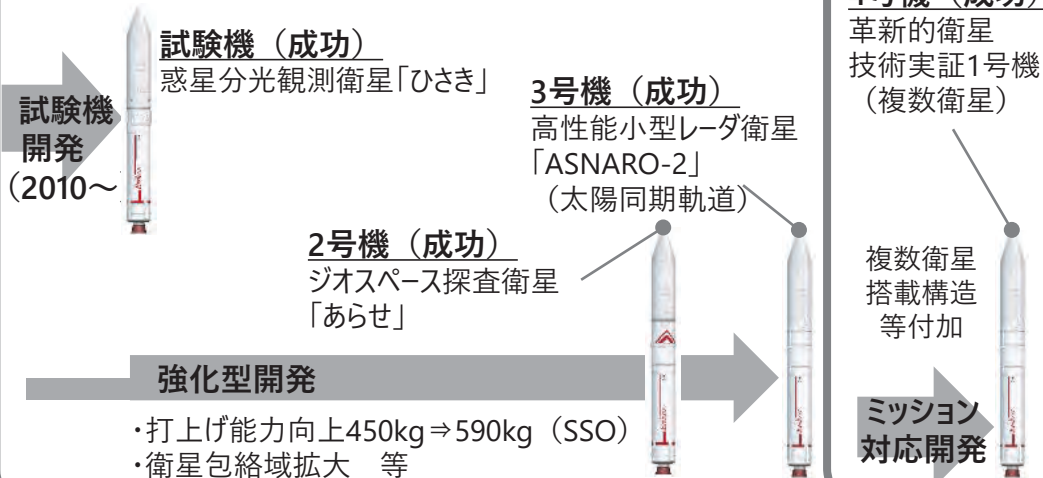 試験機（成功）
惑星分光観測衛星「ひさき」
試験機
開発
（2010～
3号機（成功）
高性能小型レーダ衛星
「ASNARO-2」
（太陽同期軌道）
2号機（成功）
ジオスペース探査衛星
「あらせ」
強化型開発
・打上げ能力向上450kg⇒590kg（SSO）
・衛星包絡域拡大　等
革新的衛星
技術実証1号機
（複数衛星）
複数衛星
搭載構造
等付加
ミッション
対応開発